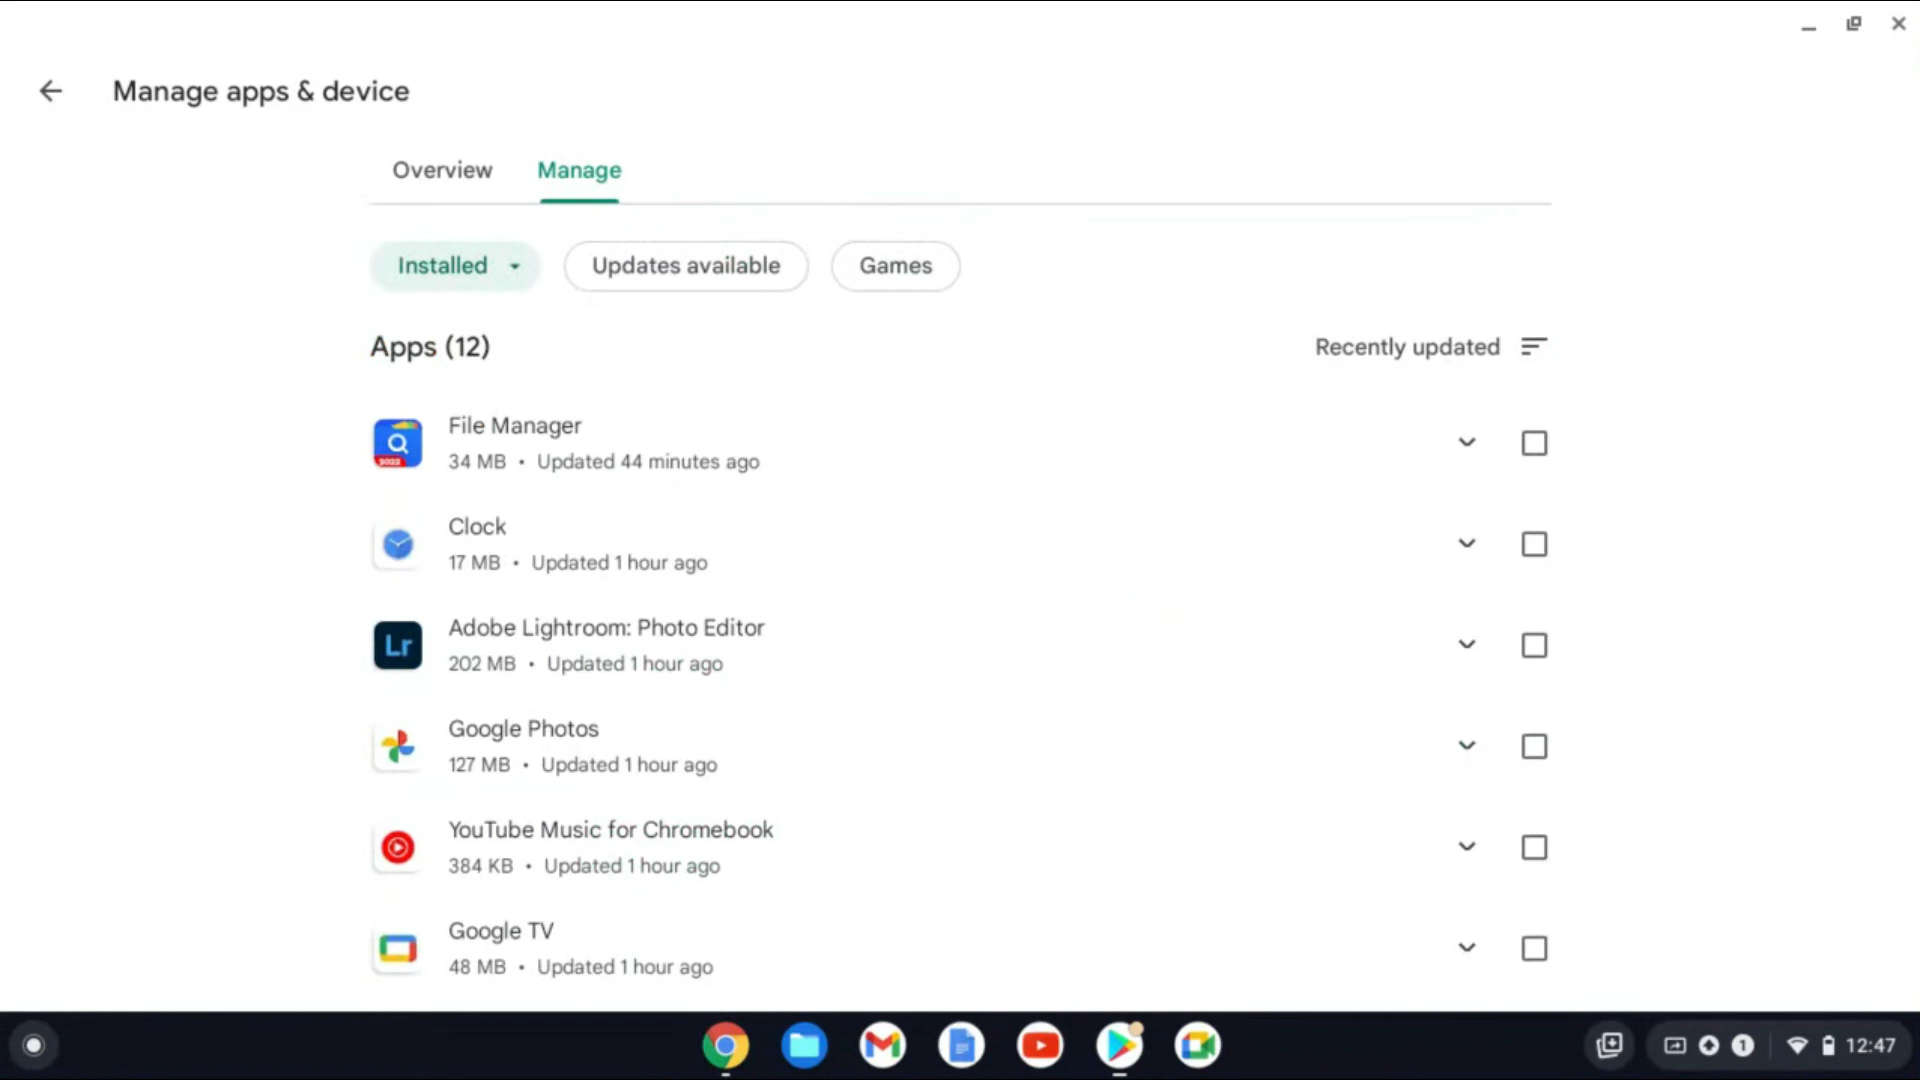 Manage apps & device
Overview
Manage
Installed
Updates available
Games
Apps (12)
Recently updated
File Manager
34 MB • Updated 44 minutes ago
Clock
17 MB • Updated 1 hour ago
Lr
Adobe Lightroom: Photo Editor
202 MB • Updated 1 hour ago
Google Photos
127 MB • Updated 1 hour ago
YouTube Music for Chromebook
384 KB • Updated 1 hour ago
Google TV
48 MB • Updated 1 hour ago
1
12:47